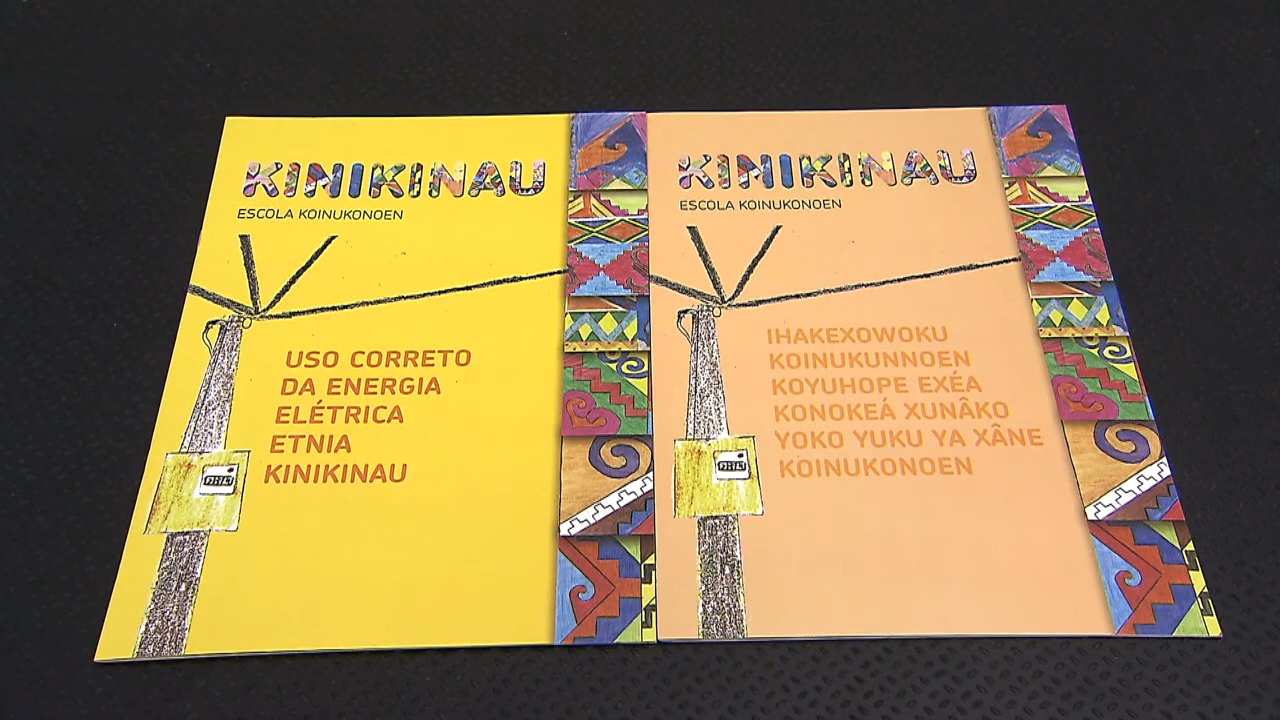 KINIKINAU
ESCOLA KOINUKONOEN
USO CORRETO
DA ENERGIA
ELÉTRICA
ETNIA
KINIKINAU
KINIKINAU
ESCOLA KOINUKONOEN
IHAKEXOWOKU
KOINUKUNNOEN
KOYUHOPE EXÉA
KONOKEÁ XUNÂKO
YOKO YUKU YA XÂNE
KOINUKONOEN